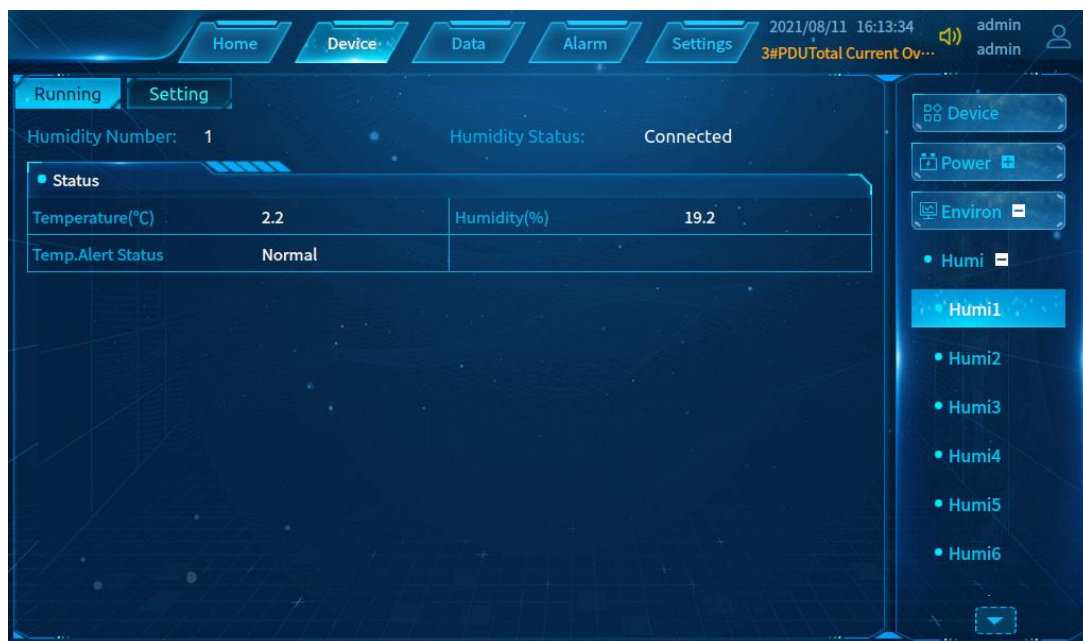 Home Device Data Alarm Settings 2021/08/11 16:13:34 admin
3#PDUTotal Current Ov··· admin
Running Setting
Humidity Number: 1 Humidity Status: Connected
Status
Temperature(°C) 2.2 Humidity(%) 19.2
Temp.Alert Status Normal
Device
Power
Environ
Humi
Humi1
Humi2
Humi3
Humi4
Humi5
Humi6